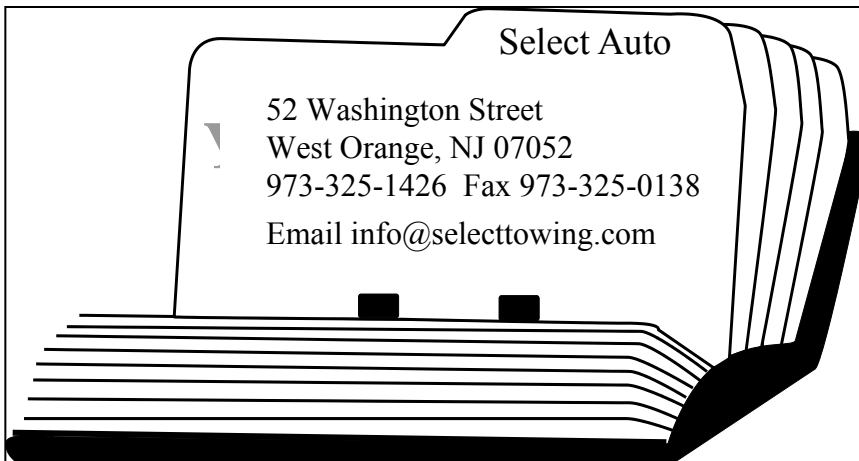 Select Auto
52 Washington Street
West Orange, NJ 07052
973-325-1426 Fax 973-325-0138
Email info@selecttowing.com